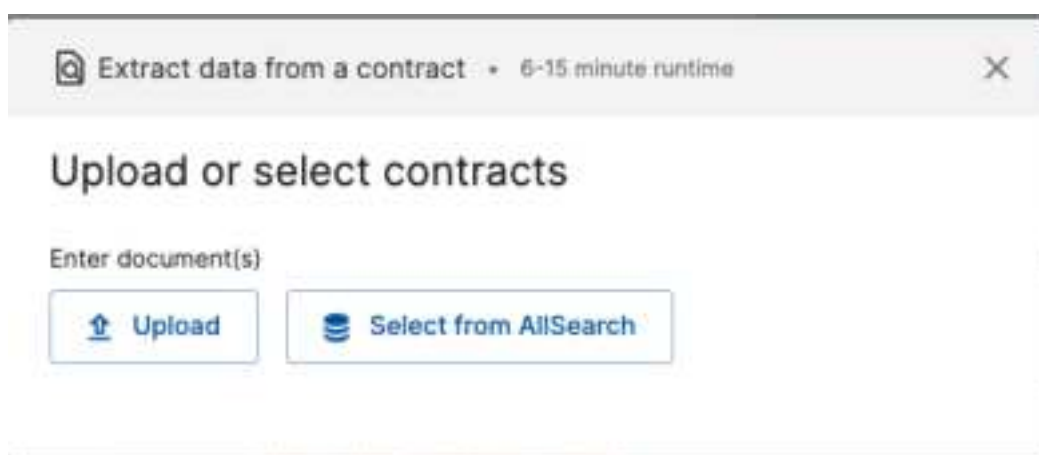 Extract data from a contract • 6-15 minute runtime
Upload or select contracts
Enter document(s)
Upload
Select from AllSearch